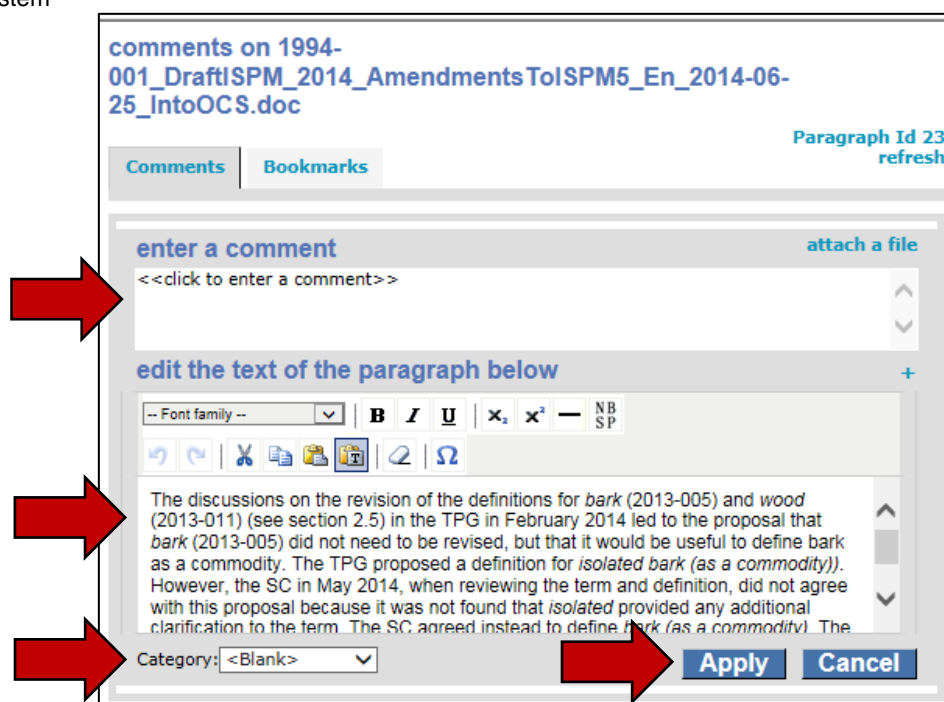 stem
comments on 1994-
001_DraftISPM_2014_AmendmentsToISPM5_En_2014-06-
25_IntoOCS.doc
Paragraph Id 23
refresh
Comments Bookmarks
enter a comment attach a file
<<click to enter a comment>>
edit the text of the paragraph below +
-- Font family -- B I U x₂ x² — NB
SP
Ω
The discussions on the revision of the definitions for bark (2013-005) and wood
(2013-011) (see section 2.5) in the TPG in February 2014 led to the proposal that
bark (2013-005) did not need to be revised, but that it would be useful to define bark
as a commodity. The TPG proposed a definition for isolated bark (as a commodity)).
However, the SC in May 2014, when reviewing the term and definition, did not agree
with this proposal because it was not found that isolated provided any additional
clarification to the term. The SC agreed instead to define bark (as a commodity). The
Category: <Blank> Apply Cancel